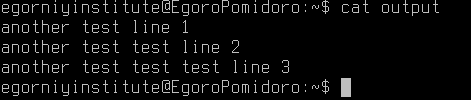 egorniyinstitute@EgoroPomidoro:~$ cat output
another test line 1
another test test line 2
another test test test line 3
egorniyinstitute@EgoroPomidoro:~$